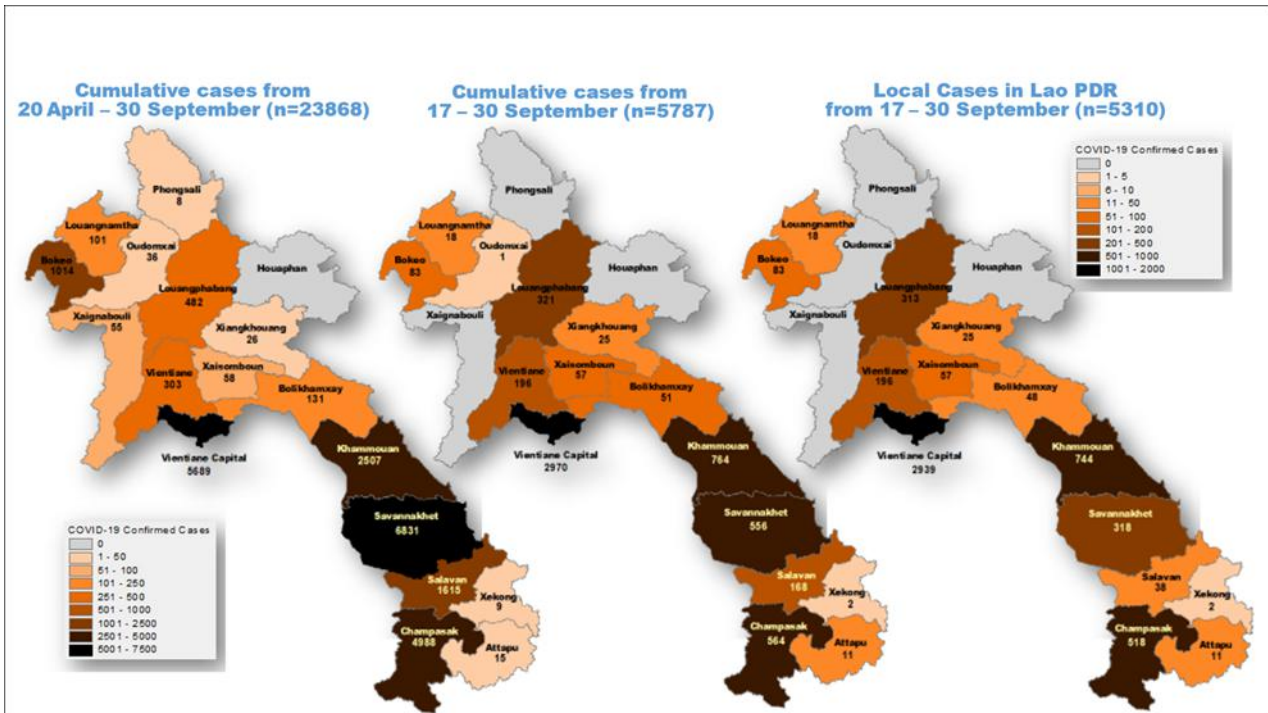 Cumulative cases from
20 April – 30 September (n=23868)
Phongsali
8
Louangnamtha
101
Oudomxai
36
Bokeo
1014
Houaphan
Louangphabang
482
Xaignabouli
55
Xiangkhouang
26
Vientiane
303
Xaisomboun
58
Bolikhamxay
131
Vientiane Capital
5689
Khammouan
2507
Savannakhet
6831
Salavan
1615
Xekong
9
Champasak
4988
Attapu
15
COVID-19 Confirmed Cases
0
1 - 50
51 - 100
101 - 250
251 - 500
501 - 1000
1001 - 2500
2501 - 5000
5001 - 7500
Cumulative cases from
17 – 30 September (n=5787)
Phongsali
Louangnamtha
18
Oudomxai
1
Bokeo
83
Houaphan
Louangphabang
321
Xaignabouli
Xiangkhouang
25
Vientiane
196
Xaisomboun
57
Bolikhamxay
51
Vientiane Capital
2970
Khammouan
764
Savannakhet
556
Salavan
168
Xekong
2
Champasak
564
Attapu
11
Local Cases in Lao PDR
from 17 – 30 September (n=5310)
COVID-19 Confirmed Cases
0
1 - 5
6 - 10
11 - 50
51 - 100
101 - 200
201 - 500
501 - 1000
1001 - 2000
Phongsali
Louangnamtha
18
Oudomxai
Bokeo
83
Houaphan
Louangphabang
313
Xaignabouli
Xiangkhouang
25
Vientiane
196
Xaisomboun
57
Bolikhamxay
48
Vientiane Capital
2939
Khammouan
744
Savannakhet
318
Salavan
38
Xekong
2
Champasak
518
Attapu
11